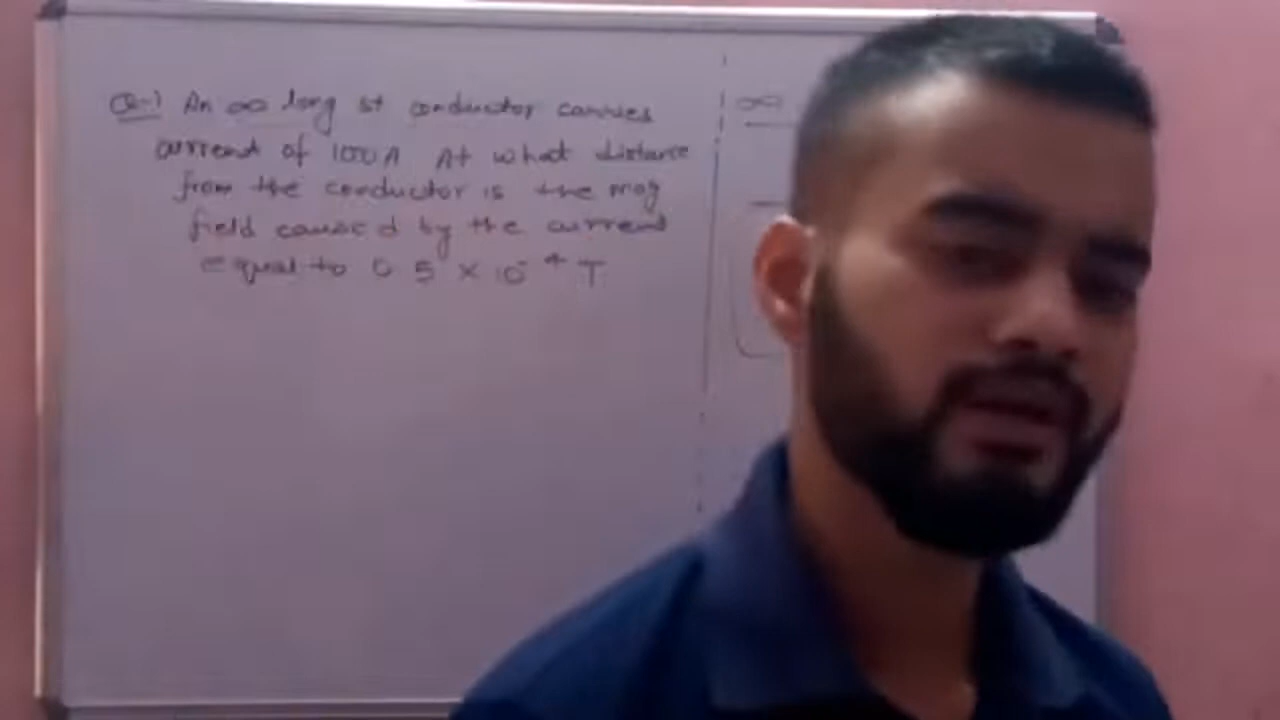 Q-1 An ∞ long st conductor carries ∞
current of 100A At what distance
from the conductor is the mag
field caused by the current
equal to 0.5 × 10⁻⁴ T